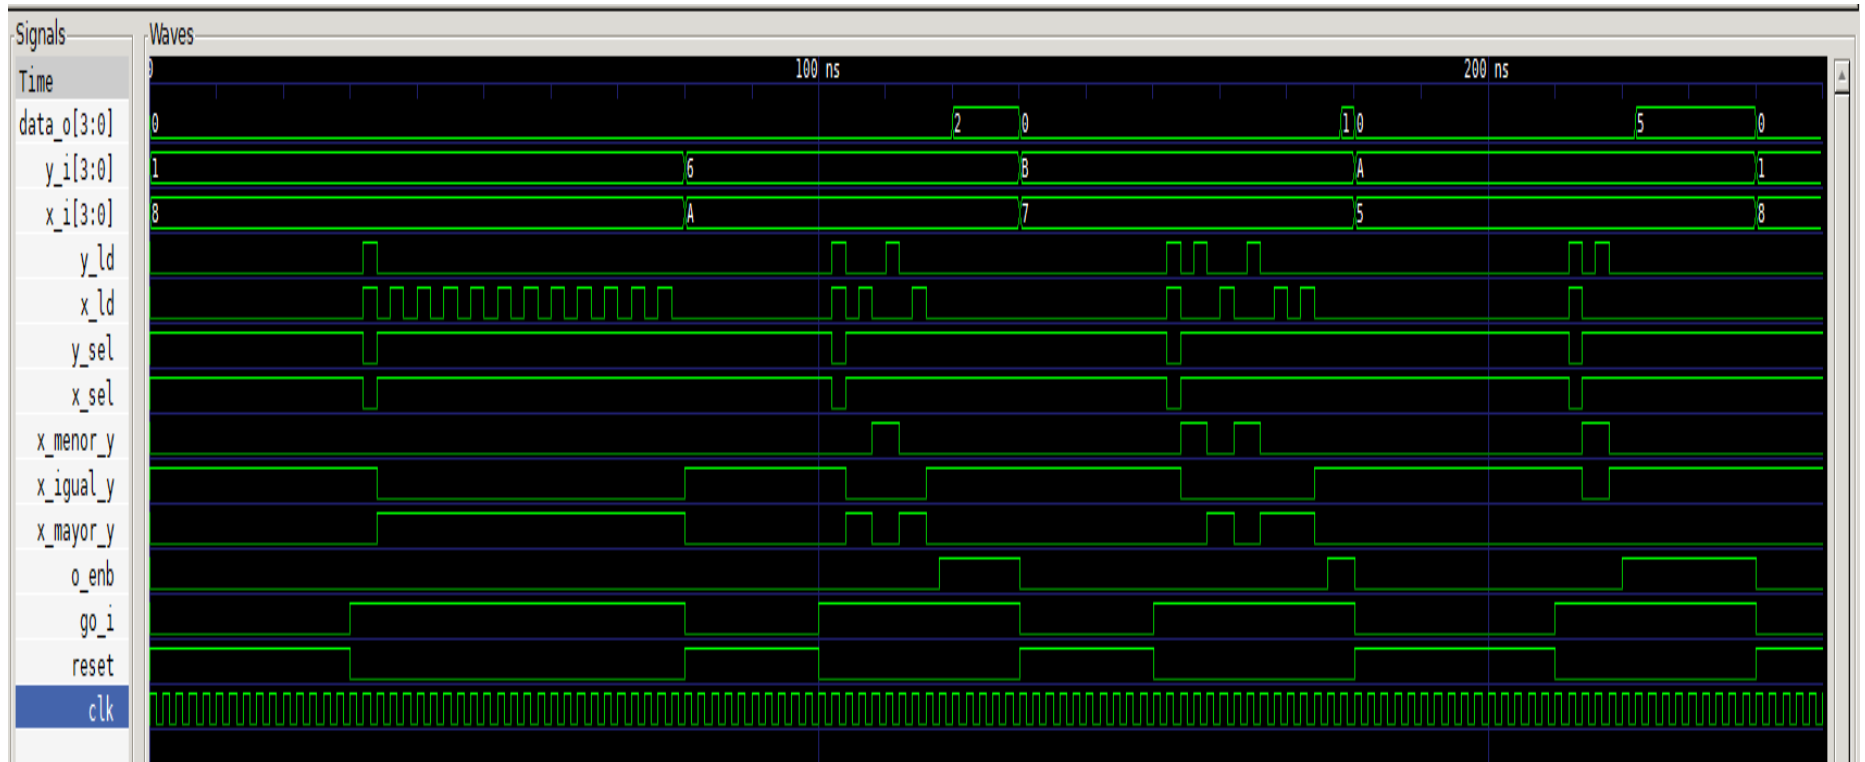 Signals Waves
Time 0 100 ns 200 ns
data_o[3:0] 0 2 0 1 0 5 0
y_i[3:0] 1 6 B A 1
x_i[3:0] 8 A 7 5 8
y_ld
x_ld
y_sel
x_sel
x_menor_y
x_igual_y
x_mayor_y
o_enb
go_i
reset
clk